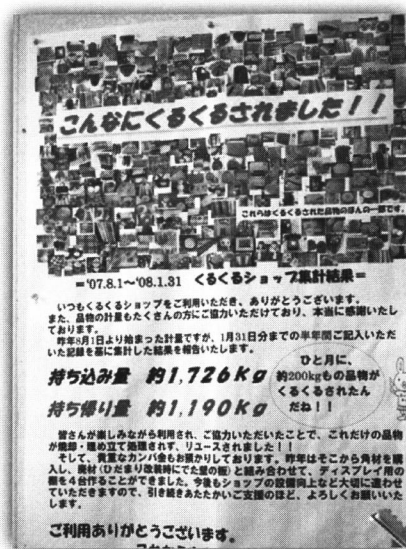 こんなにくるくるされました！！
これらはくるくるされた品物のほんの一部です。
＝'07.8.1～'08.1.31　くるくるショップ集計結果＝
いつもくるくるショップをご利用いただき、ありがとうございます。
また、品物の計量もたくさんの方にご協力いただけており、本当に感謝いたし
ております。
昨年8月1日より始まった計量ですが、1月31日分までの半年間ご記入いただ
いた記録を基に集計した結果を報告いたします。
持ち込み量　約1,726Kg
持ち帰り量　約1,190Kg
ひと月に、
約200kgもの品物が
くるくるされたん
だね！！
皆さんが楽しみながら利用され、ご協力いただいたことで、これだけの品物
が焼却・埋め立て処理されず、リユースされました！！
そして、貴重なカンパ金もお預かりしております。昨年はそこから角材を購
入し、廃材(ひだまり改装時にでた壁の板)と組み合わせて、ディスプレイ用の
棚を4台作ることができました。今後もショップの設備向上など大切に遣わせ
ていただきますので、引き続きあたたかいご支援のほど、よろしくお願いいた
します。
ご利用ありがとうございます。